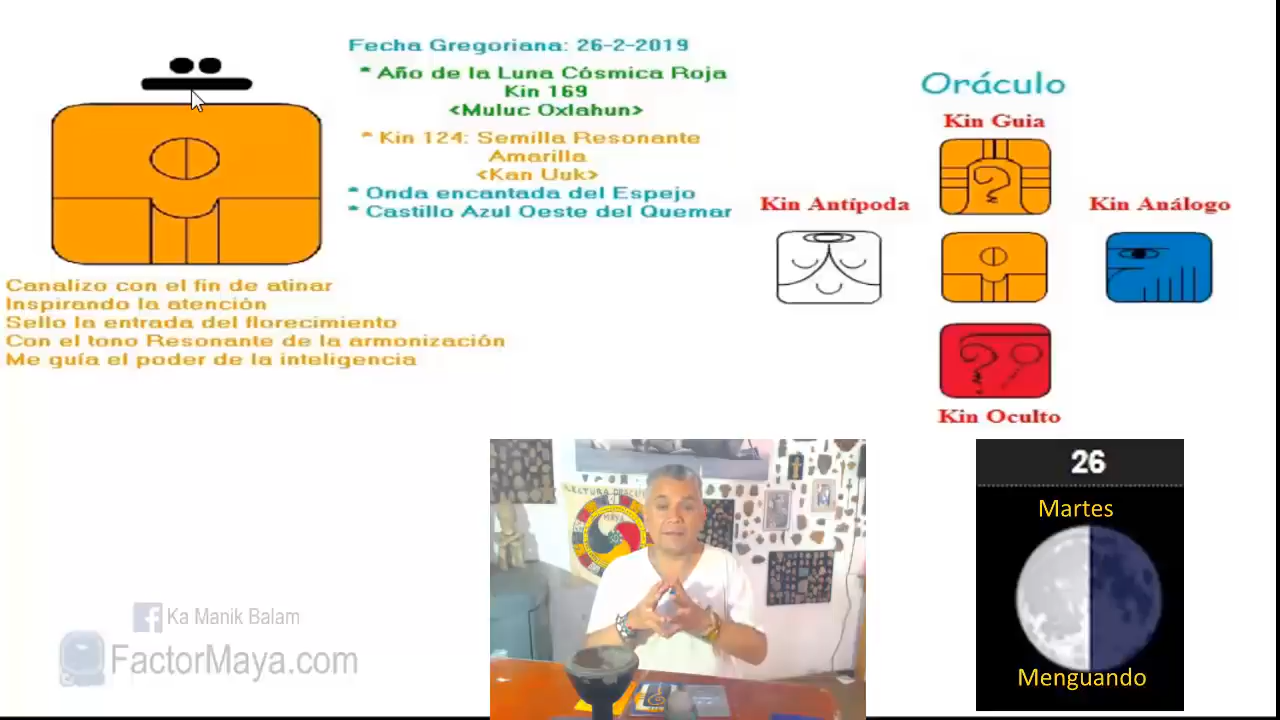 Fecha Gregoriana: 26-2-2019
* Año de la Luna Cósmica Roja
Kin 169
<Muluc Oxlahun>
* Kin 124: Semilla Resonante
Amarilla
<Kan Uuk>
* Onda encantada del Espejo
* Castillo Azul Oeste del Quemar
Canalizo con el fin de atinar
Inspirando la atención
Sello la entrada del florecimiento
Con el tono Resonante de la armonización
Me guía el poder de la inteligencia
Oráculo
Kin Guia
Kin Antípoda
Kin Análogo
Kin Oculto
26
Martes
Menguando
LECTURA
MAYA
Ka Manik Balam
FactorMaya.com